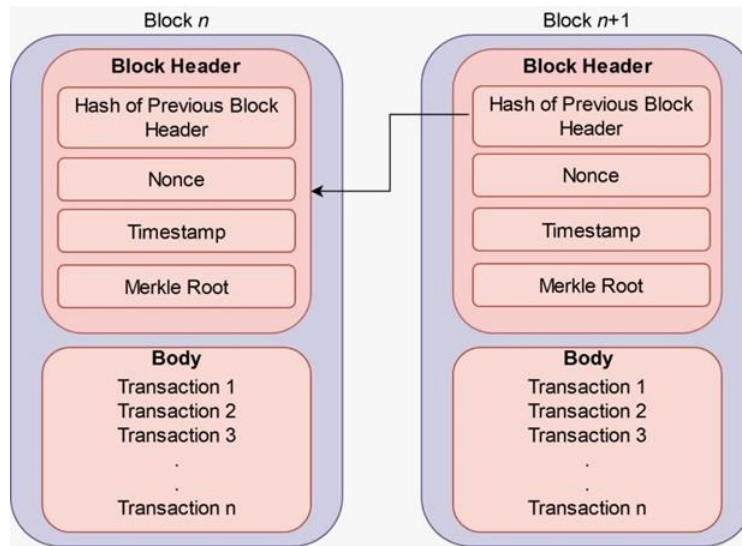 Block n
Block Header
Hash of Previous Block
Header
Nonce
Timestamp
Merkle Root
Body
Transaction 1
Transaction 2
Transaction 3
.
.
Transaction n
Block n+1
Block Header
Hash of Previous Block
Header
Nonce
Timestamp
Merkle Root
Body
Transaction 1
Transaction 2
Transaction 3
.
.
Transaction n